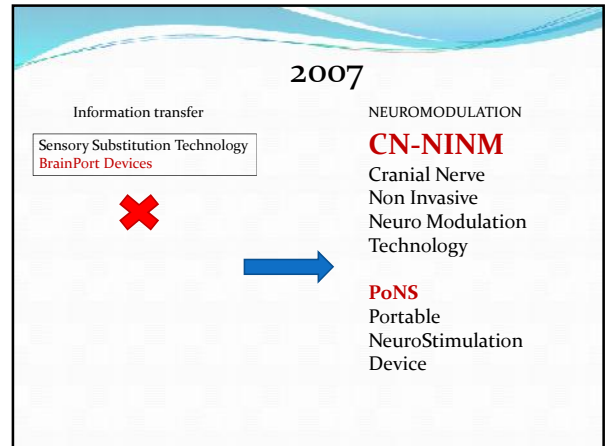 2007
Information transfer
Sensory Substitution Technology
BrainPort Devices
NEUROMODULATION
CN-NINM
Cranial Nerve
Non Invasive
Neuro Modulation
Technology
PoNS
Portable
NeuroStimulation
Device